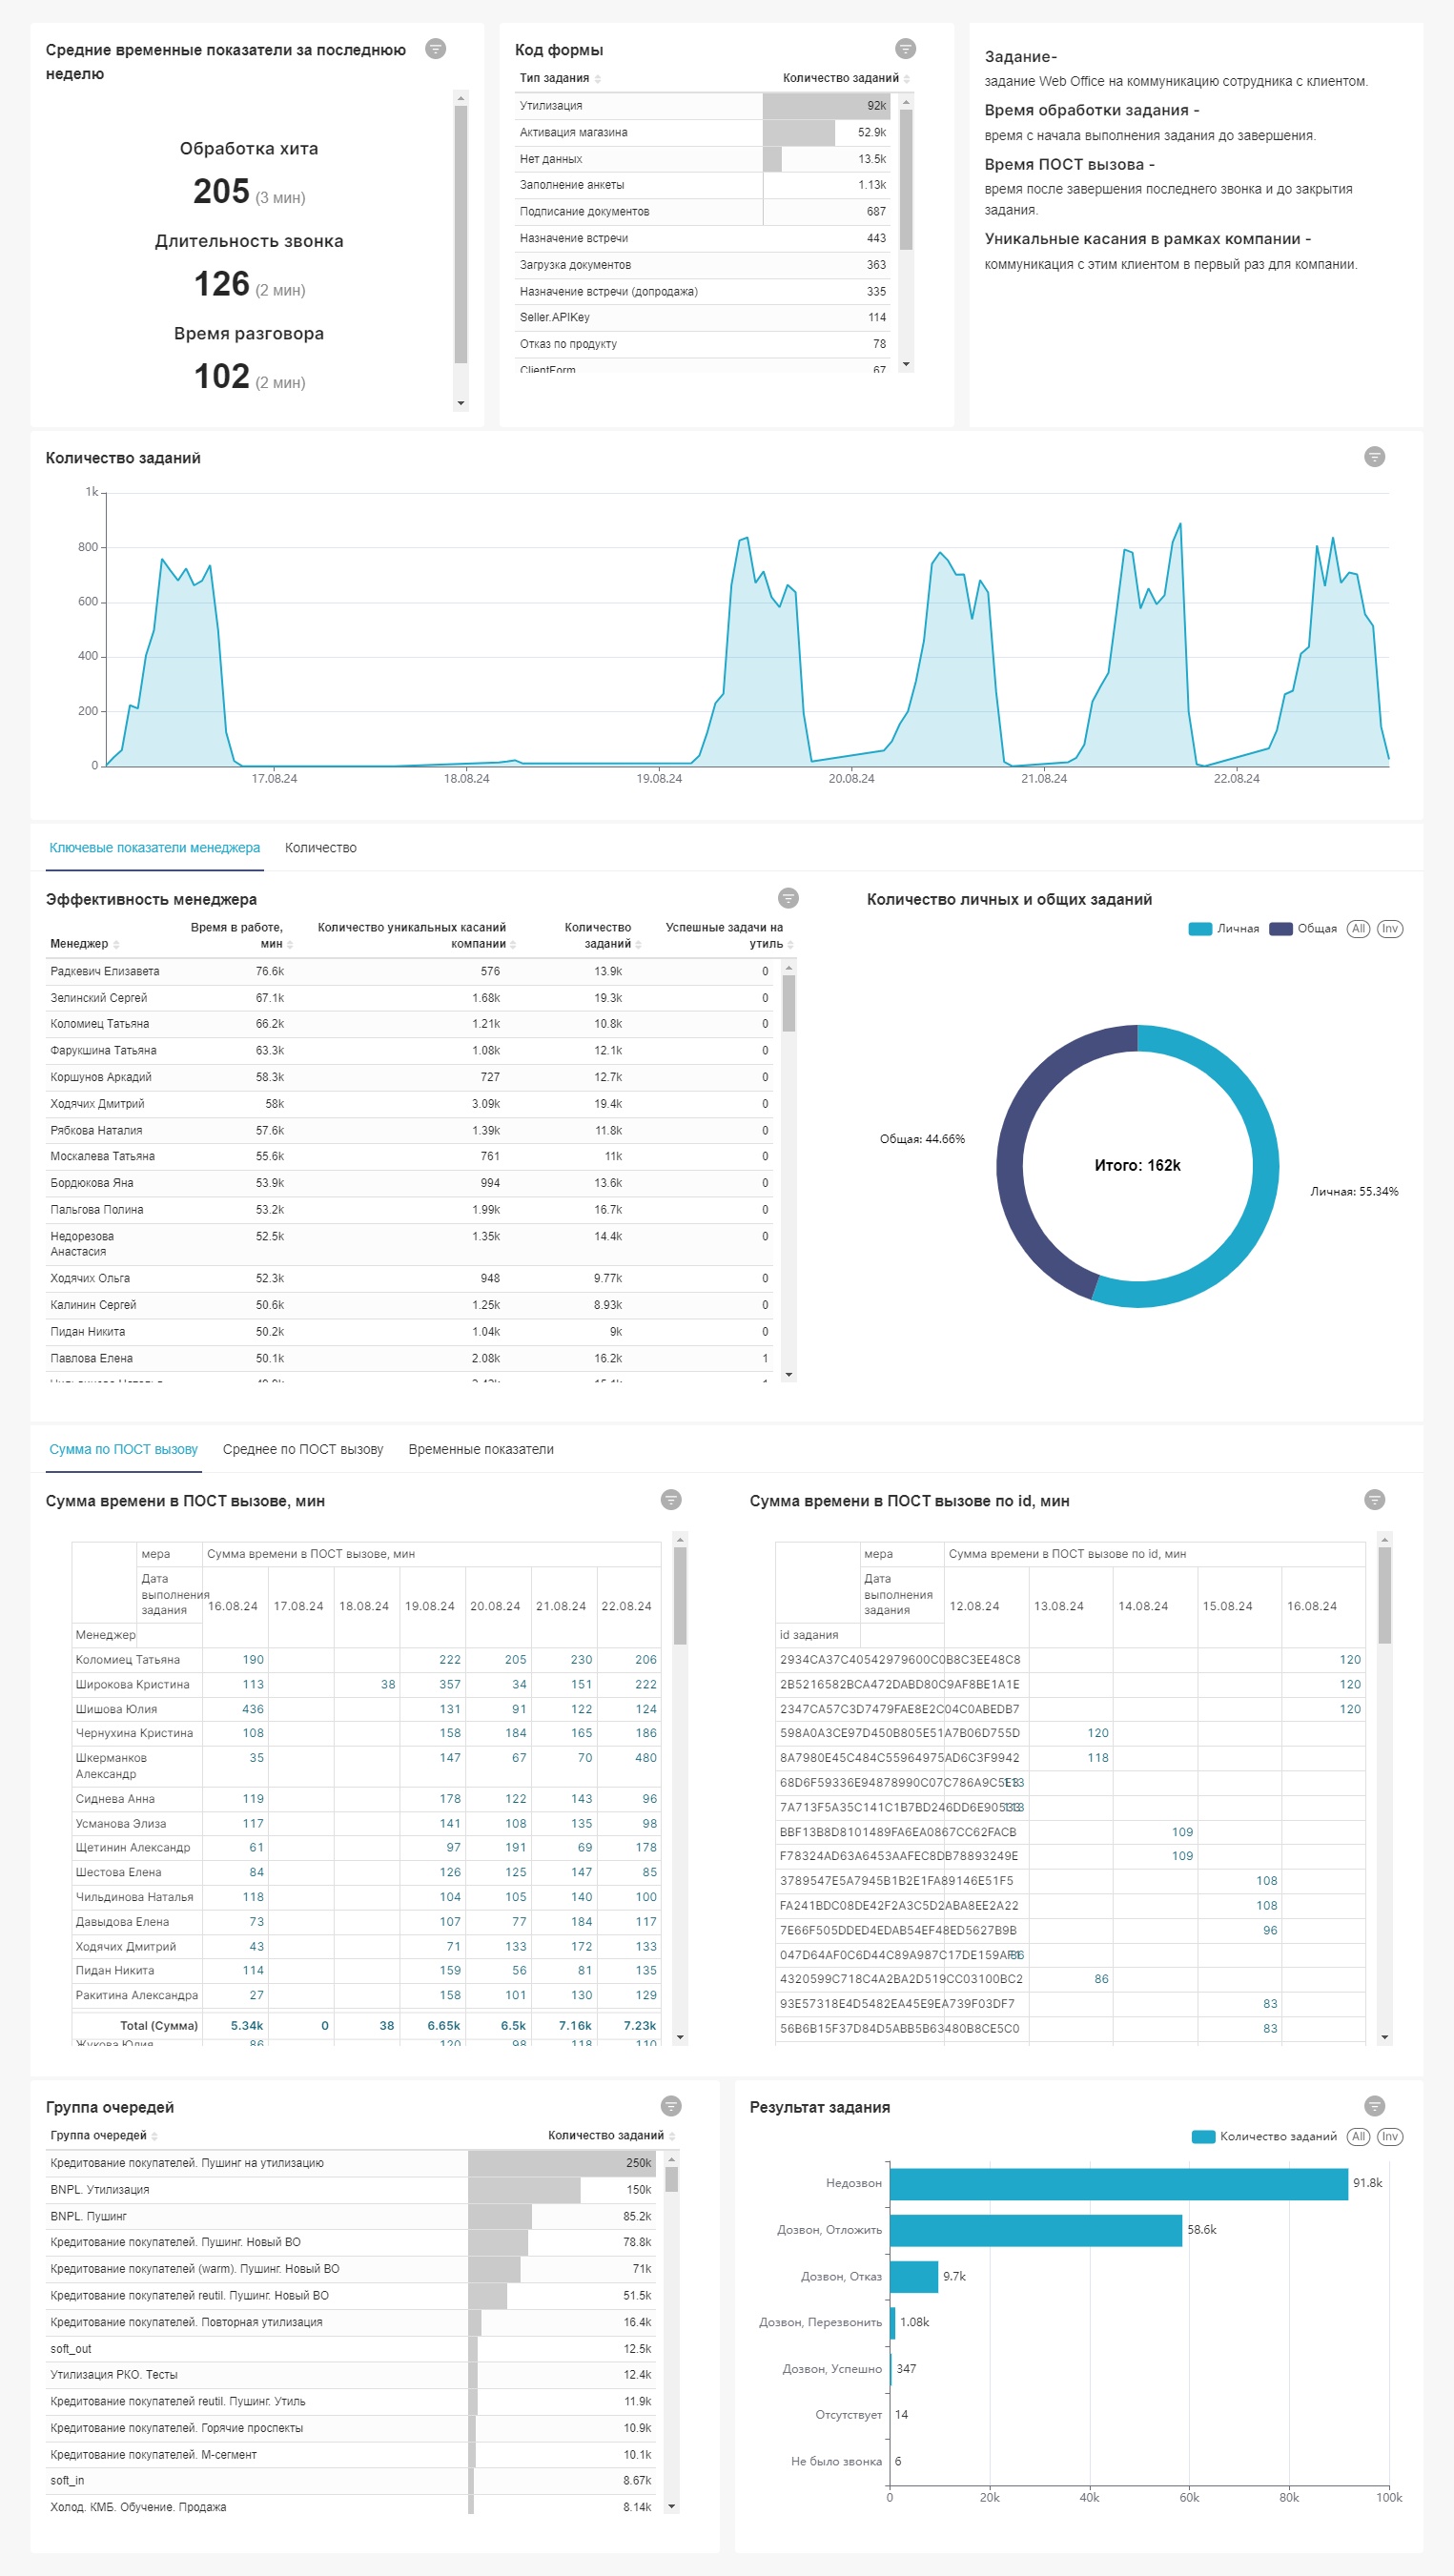 Средние временные показатели за последнюю
неделю
Обработка хита
205 (3 мин)
Длительность звонка
126 (2 мин)
Время разговора
102 (2 мин)
Код формы
Тип задания Количество заданий
Утилизация 92k
Активация магазина 52.9k
Нет данных 13.5k
Заполнение анкеты 1.13k
Подписание документов 687
Назначение встречи 443
Загрузка документов 363
Назначение встречи (допродажа) 335
Seller.APIKey 114
Отказ по продукту 78
ClientForm 67
Задание-
задание Web Office на коммуникацию сотрудника с клиентом.
Время обработки задания -
время с начала выполнения задания до завершения.
Время ПОСТ вызова -
время после завершения последнего звонка и до закрытия
задания.
Уникальные касания в рамках компании -
коммуникация с этим клиентом в первый раз для компании.
Количество заданий
1k
800
600
400
200
0
17.08.24 18.08.24 19.08.24 20.08.24 21.08.24 22.08.24
Ключевые показатели менеджера Количество
Эффективность менеджера
Менеджер Время в работе, мин Количество уникальных касаний компании Количество заданий Успешные задачи на утиль
Радкевич Елизавета 76.6k 576 13.9k 0
Зелинский Сергей 67.1k 1.68k 19.3k 0
Коломиец Татьяна 66.2k 1.21k 10.8k 0
Фарукшина Татьяна 63.3k 1.08k 12.1k 0
Коршунов Аркадий 58.3k 727 12.7k 0
Ходячих Дмитрий 58k 3.09k 19.4k 0
Рябкова Наталия 57.6k 1.39k 11.8k 0
Москалева Татьяна 55.6k 761 11k 0
Бордюкова Яна 53.9k 994 13.6k 0
Пальгова Полина 53.2k 1.99k 16.7k 0
Недорезова 52.5k 1.35k 14.4k 0
Анастасия
Ходячих Ольга 52.3k 948 9.77k 0
Калинин Сергей 50.6k 1.25k 8.93k 0
Пидан Никита 50.2k 1.04k 9k 0
Павлова Елена 50.1k 2.08k 16.2k 1
Количество личных и общих заданий
Личная Общая All Inv
Общая: 44.66%
Итого: 162k
Личная: 55.34%
Сумма по ПОСТ вызову Среднее по ПОСТ вызову Временные показатели
Сумма времени в ПОСТ вызове, мин
мера Сумма времени в ПОСТ вызове, мин
Дата
выполнения
задания
16.08.24 17.08.24 18.08.24 19.08.24 20.08.24 21.08.24 22.08.24
Менеджер
Коломиец Татьяна 190 222 205 230 206
Широкова Кристина 113 38 357 34 151 222
Шишова Юлия 436 131 91 122 124
Чернухина Кристина 108 158 184 165 186
Шкерманков 35 147 67 70 480
Александр
Сиднева Анна 119 178 122 143 96
Усманова Элиза 117 141 108 135 98
Щетинин Александр 61 97 191 69 178
Шестова Елена 84 126 125 147 85
Чильдинова Наталья 118 104 105 140 100
Давыдова Елена 73 107 77 184 117
Ходячих Дмитрий 43 71 133 172 133
Пидан Никита 114 159 56 81 135
Ракитина Александра 27 158 101 130 129
Total (Сумма) 5.34k 0 38 6.65k 6.5k 7.16k 7.23k
Жукова Юлия 86 120 98 118 110
Сумма времени в ПОСТ вызове по id, мин
мера Сумма времени в ПОСТ вызове по id, мин
Дата
выполнения
задания
12.08.24 13.08.24 14.08.24 15.08.24 16.08.24
id задания
2934CA37C40542979600C0B8C3EE48C8 120
2B5216582BCA472DABD80C9AF8BE1A1E 120
2347CA57C3D7479FAE8E2C04C0ABEDB7 120
598A0A3CE97D450B805E51A7B06D755D 120
8A7980E45C484C55964975AD6C3F9942 118
113
113
BBF13B8D8101489FA6EA0867CC62FACB 109
F78324AD63A6453AAFEC8DB78893249E 109
3789547E5A7945B1B2E1FA89146E51F5 108
FA241BDC08DE42F2A3C5D2ABA8EE2A22 108
7E66F505DDED4EDAB54EF48ED5627B9B 96
4320599C718C4A2BA2D519CC03100BC2 86
93E57318E4D5482EA45E9EA739F03DF7 83
56B6B15F37D84D5ABB5B63480B8CE5C0 83
Группа очередей
Группа очередей Количество заданий
Кредитование покупателей. Пушинг на утилизацию 250k
BNPL. Утилизация 150k
BNPL. Пушинг 85.2k
Кредитование покупателей. Пушинг. Новый ВО 78.8k
Кредитование покупателей (warm). Пушинг. Новый ВО 71k
Кредитование покупателей reutil. Пушинг. Новый ВО 51.5k
Кредитование покупателей. Повторная утилизация 16.4k
soft_out 12.5k
Утилизация РКО. Тесты 12.4k
Кредитование покупателей reutil. Пушинг. Утиль 11.9k
Кредитование покупателей. Горячие проспекты 10.9k
Кредитование покупателей. М-сегмент 10.1k
soft_in 8.67k
Холод. КМБ. Обучение. Продажа 8.14k
Результат задания
Количество заданий All Inv
Недозвон 91.8k
Дозвон, Отложить 58.6k
Дозвон, Отказ 9.7k
Дозвон, Перезвонить 1.08k
Дозвон, Успешно 347
Отсутствует 14
Не было звонка 6
0 20k 40k 60k 80k 100k